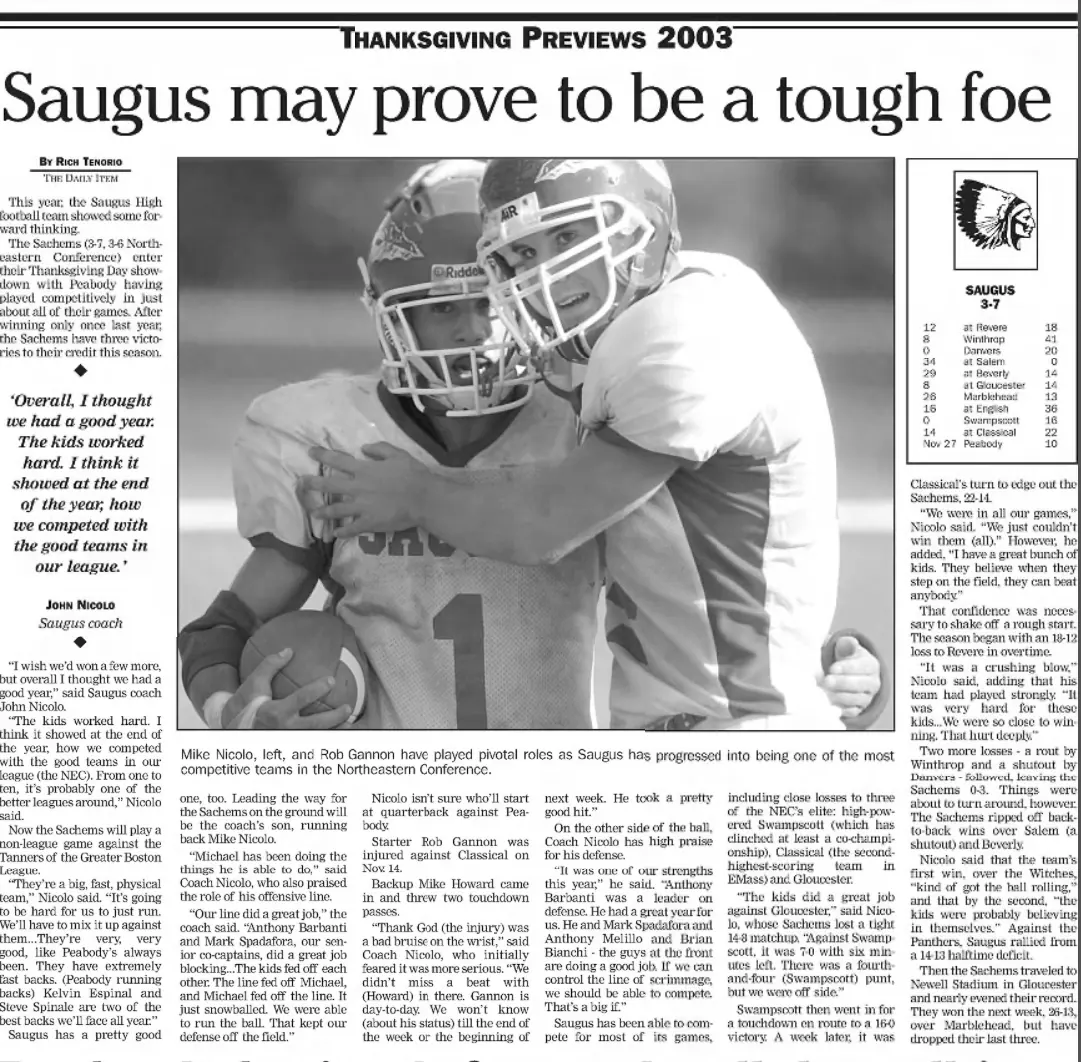 THANKSGIVING PREVIEWS 2003
Saugus may prove to be a tough foe
BY RICH TENORIO
THE DAILY ITEM
This year, the Saugus High
football team showed some for-
ward thinking.
The Sachems (3-7, 3-6 North-
eastern Conference) enter
their Thanksgiving Day show-
down with Peabody having
played competitively in just
about all of their games. After
winning only once last year,
the Sachems have three victo-
ries to their credit this season.
'Overall, I thought
we had a good year.
The kids worked
hard. I think it
showed at the end
of the year, how
we competed with
the good teams in
our league.'
JOHN NICOLO
Saugus coach
"I wish we'd won a few more,
but overall I thought we had a
good year," said Saugus coach
John Nicolo.
"The kids worked hard. I
think it showed at the end of
the year, how we competed
with the good teams in our
league (the NEC). From one to
ten, it's probably one of the
better leagues around," Nicolo
said.
Now the Sachems will play a
non-league game against the
Tanners of the Greater Boston
League.
"They're a big, fast, physical
team," Nicolo said. "It's going
to be hard for us to just run.
We'll have to mix it up against
them...They're very, very
good, like Peabody's always
been. They have extremely
fast backs. (Peabody running
backs) Kelvin Espinal and
Steve Spinale are two of the
best backs we'll face all year."
Saugus has a pretty good
AiR
Riddell
1
Mike Nicolo, left, and Rob Gannon have played pivotal roles as Saugus has progressed into being one of the most
competitive teams in the Northeastern Conference.
one, too. Leading the way for
the Sachems on the ground will
be the coach's son, running
back Mike Nicolo.
"Michael has been doing the
things he is able to do," said
Coach Nicolo, who also praised
the role of his offensive line.
"Our line did a great job," the
coach said. "Anthony Barbanti
and Mark Spadafora, our sen-
ior co-captains, did a great job
blocking...The kids fed off each
other. The line fed off Michael,
and Michael fed off the line. It
just snowballed. We were able
to run the ball. That kept our
defense off the field."
Nicolo isn't sure who'll start
at quarterback against Pea-
body.
Starter Rob Gannon was
injured against Classical on
Nov. 14.
Backup Mike Howard came
in and threw two touchdown
passes.
"Thank God (the injury) was
a bad bruise on the wrist," said
Coach Nicolo, who initially
feared it was more serious. "We
didn't miss a beat with
(Howard) in there. Gannon is
day-to-day. We won't know
(about his status) till the end of
the week or the beginning of
next week. He took a pretty
good hit."
On the other side of the ball,
Coach Nicolo has high praise
for his defense.
"It was one of our strengths
this year," he said. "Anthony
Barbanti was a leader on
defense. He had a great year for
us. He and Mark Spadafora and
Anthony Melillo and Brian
Bianchi - the guys at the front
are doing a good job. If we can
control the line of scrimmage,
we should be able to compete.
That's a big if."
Saugus has been able to com-
pete for most of its games,
including close losses to three
of the NEC's elite: high-pow-
ered Swampscott (which has
clinched at least a co-champi-
onship), Classical (the second-
highest-scoring team in
EMass) and Gloucester.
"The kids did a great job
against Gloucester," said Nico-
lo, whose Sachems lost a tight
14-8 matchup. "Against Swamp-
scott, it was 7-0 with six min-
utes left. There was a fourth-
and-four (Swampscott) punt,
but we were off side."
Swampscott then went in for
a touchdown en route to a 16-0
victory. A week later, it was
SAUGUS
3-7
12 at Revere 18
8 Winthrop 41
0 Danvers 20
34 at Salem 0
29 at Beverly 14
8 at Gloucester 14
26 Marblehead 13
16 at English 36
0 Swampscott 16
14 at Classical 22
Nov 27 Peabody 10
Classical's turn to edge out the
Sachems, 22-14.
"We were in all our games,"
Nicolo said. "We just couldn't
win them (all)." However, he
added, "I have a great bunch of
kids. They believe when they
step on the field, they can beat
anybody."
That confidence was neces-
sary to shake off a rough start.
The season began with an 18-12
loss to Revere in overtime.
"It was a crushing blow,"
Nicolo said, adding that his
team had played strongly. "It
was very hard for these
kids...We were so close to win-
ning. That hurt deeply."
Two more losses - a rout by
Winthrop and a shutout by
Danvers - followed, leaving the
Sachems 0-3. Things were
about to turn around, however.
The Sachems ripped off back-
to-back wins over Salem (a
shutout) and Beverly.
Nicolo said that the team's
first win, over the Witches,
"kind of got the ball rolling,"
and that by the second, "the
kids were probably believing
in themselves." Against the
Panthers, Saugus rallied from
a 14-13 halftime deficit.
Then the Sachems traveled to
Newell Stadium in Gloucester
and nearly evened their record.
They won the next week, 26-13,
over Marblehead, but have
dropped their last three.